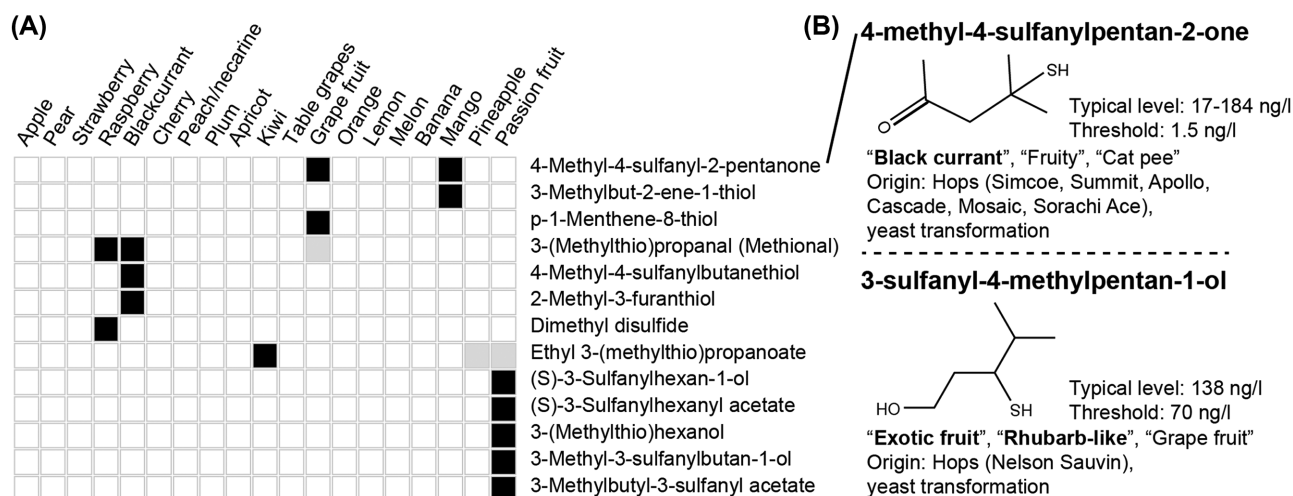 (A)
Apple
Pear
Strawberry
Raspberry
Blackcurrant
Cherry
Peach/necarine
Plum
Apricot
Kiwi
Table grapes
Grape fruit
Orange
Lemon
Melon
Banana
Mango
Pineapple
Passion fruit
4-Methyl-4-sulfanyl-2-pentanone
3-Methylbut-2-ene-1-thiol
p-1-Menthene-8-thiol
3-(Methylthio)propanal (Methional)
4-Methyl-4-sulfanylbutanethiol
2-Methyl-3-furanthiol
Dimethyl disulfide
Ethyl 3-(methylthio)propanoate
(S)-3-Sulfanylhexan-1-ol
(S)-3-Sulfanylhexanyl acetate
3-(Methylthio)hexanol
3-Methyl-3-sulfanylbutan-1-ol
3-Methylbutyl-3-sulfanyl acetate
(B)
4-methyl-4-sulfanylpentan-2-one
SH
O
Typical level: 17-184 ng/l
Threshold: 1.5 ng/l
“Black currant”, “Fruity”, “Cat pee”
Origin: Hops (Simcoe, Summit, Apollo,
Cascade, Mosaic, Sorachi Ace),
yeast transformation
3-sulfanyl-4-methylpentan-1-ol
HO
SH
Typical level: 138 ng/l
Threshold: 70 ng/l
“Exotic fruit”, “Rhubarb-like”, “Grape fruit”
Origin: Hops (Nelson Sauvin),
yeast transformation